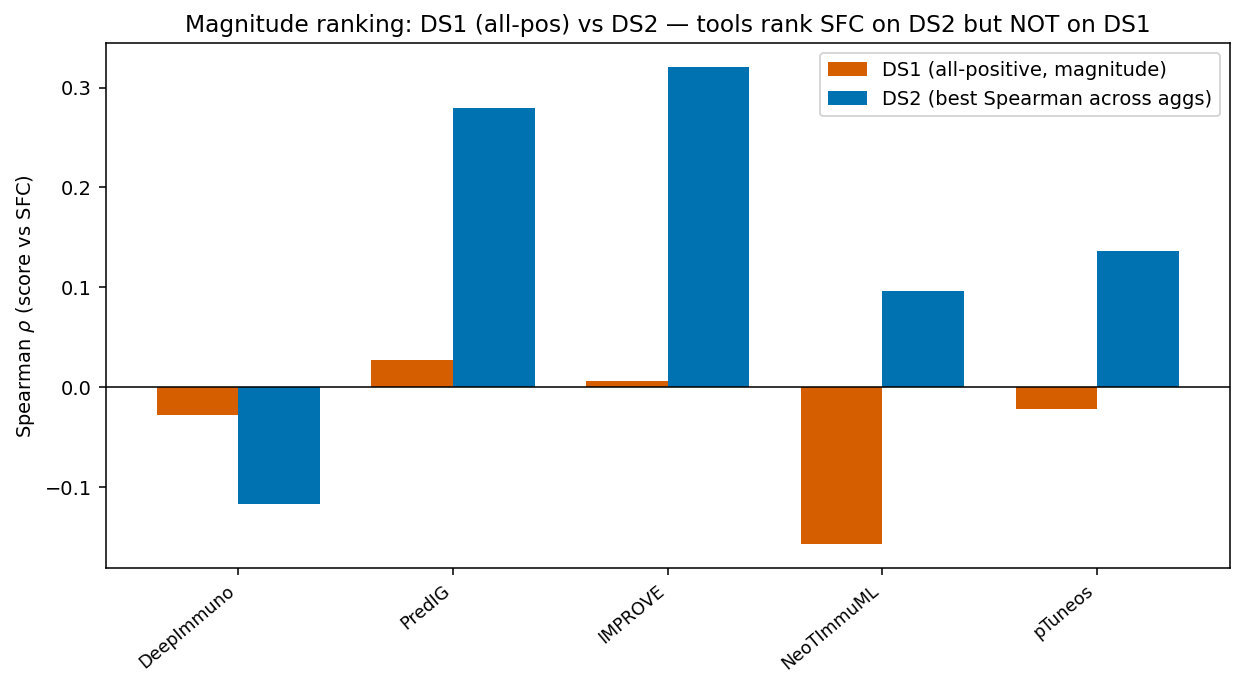 Magnitude ranking: DS1 (all-pos) vs DS2 — tools rank SFC on DS2 but NOT on DS1
DS1 (all-positive, magnitude)
DS2 (best Spearman across aggs)
Spearman ρ (score vs SFC)
0.3
0.2
0.1
0.0
−0.1
DeepImmuno
PredIG
IMPROVE
NeoTImmuML
pTuneos